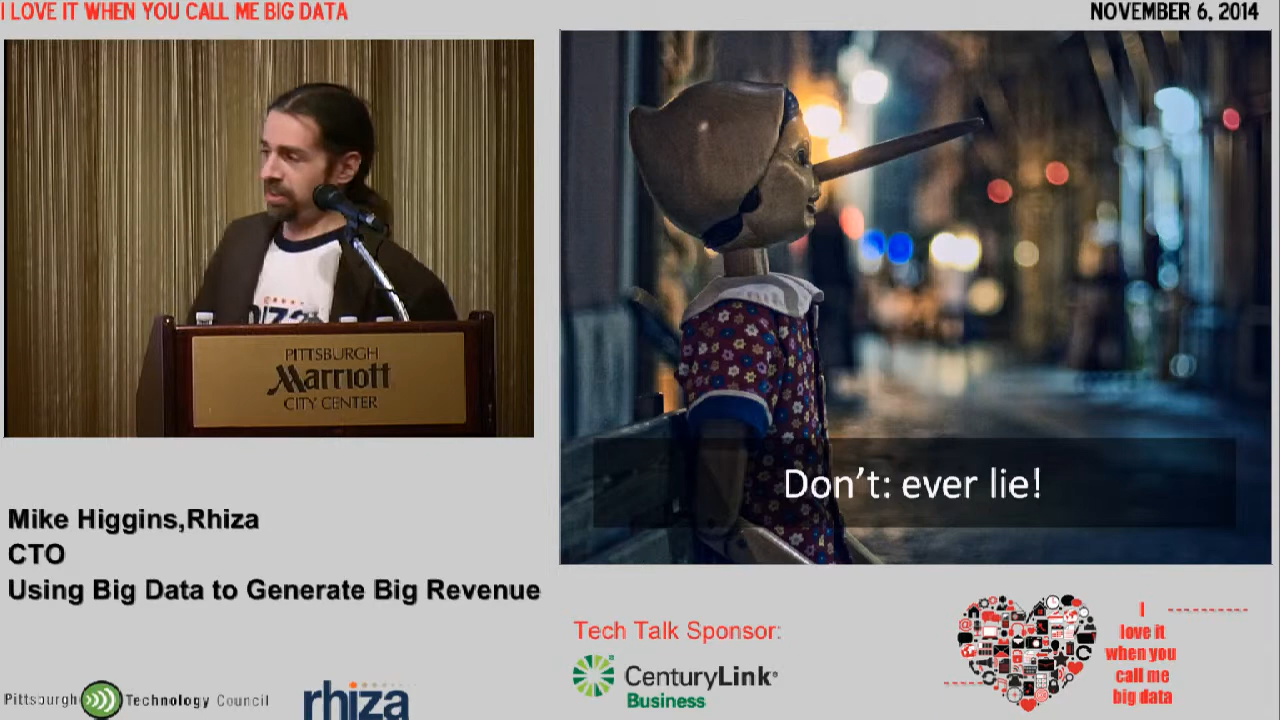 I LOVE IT WHEN YOU CALL ME BIG DATA
NOVEMBER 6, 2014
PITTSBURGH
Marriott
CITY CENTER
Don't: ever lie!
Mike Higgins,Rhiza
CTO
Using Big Data to Generate Big Revenue
Tech Talk Sponsor:
CenturyLink®
Business
Pittsburgh Technology Council
rhiza
I
love it
when you
call me
big data